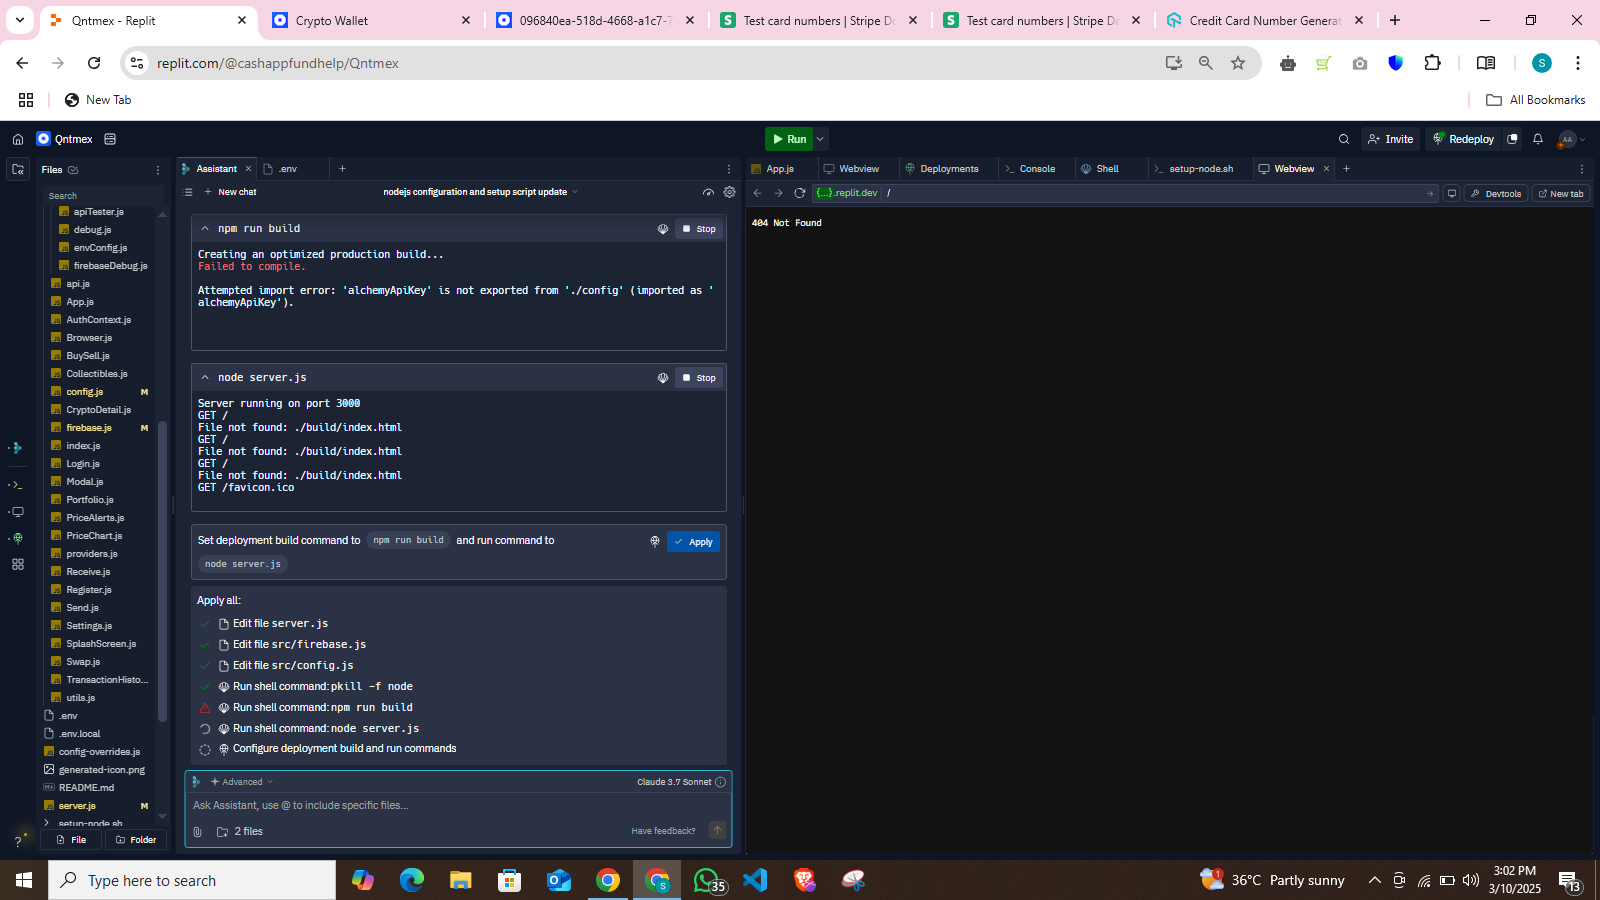 Qntmex - Replit
Crypto Wallet
096840ea-518d-4668-a1c7-7
Test card numbers | Stripe Do
Test card numbers | Stripe Do
Credit Card Number Generat
replit.com/@cashappfundhelp/Qntmex
S
New Tab
All Bookmarks
Qntmex
Run
Invite
Redeploy
AA
Files
Assistant
.env
App.js
Webview
Deployments
Console
Shell
setup-node.sh
Webview
Search
New chat
nodejs configuration and setup script update
{...}.replit.dev /
Devtools
New tab
404 Not Found
apiTester.js
debug.js
envConfig.js
firebaseDebug.js
api.js
App.js
AuthContext.js
Browser.js
BuySell.js
Collectibles.js
config.js M
CryptoDetail.js
firebase.js M
index.js
Login.js
Modal.js
Portfolio.js
PriceAlerts.js
PriceChart.js
providers.js
Receive.js
Register.js
Send.js
Settings.js
SplashScreen.js
Swap.js
TransactionHisto...
utils.js
.env
.env.local
config-overrides.js
generated-icon.png
README.md
server.js M
setup-node.sh
File
Folder
npm run build
Stop
Creating an optimized production build...
Failed to compile.
Attempted import error: 'alchemyApiKey' is not exported from './config' (imported as '
alchemyApiKey').
node server.js
Stop
Server running on port 3000
GET /
File not found: ./build/index.html
GET /
File not found: ./build/index.html
GET /
File not found: ./build/index.html
GET /favicon.ico
Set deployment build command to npm run build and run command to
node server.js
Apply
Apply all:
Edit file server.js
Edit file src/firebase.js
Edit file src/config.js
Run shell command: pkill -f node
Run shell command: npm run build
Run shell command: node server.js
Configure deployment build and run commands
Advanced
Claude 3.7 Sonnet
Ask Assistant, use @ to include specific files...
2 files
Have feedback?
Type here to search
S
35
1
36°C Partly sunny
3:02 PM
3/10/2025
13